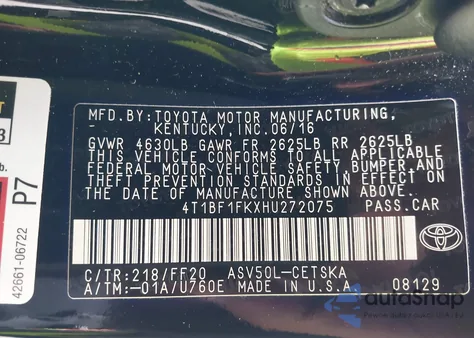 MFD.BY:TOYOTA MOTOR MANUFACTURING,
- KENTUCKY,INC.06/16
GVWR 4630LB GAWR FR 2625LB RR 2625LB
THIS VEHICLE CONFORMS TO ALL APPLICABLE
FEDERAL MOTOR VEHICLE SAFETY,BUMPER,AND
THEFT PREVENTION STANDARDS IN EFFECT ON
THE DATE OF MANUFACTURE SHOWN ABOVE.
4T1BF1FKXHU272075 PASS.CAR
C/TR:218/FF20 ASV50L-CETSKA
A/TM:-01A/U760E MADE IN U.S.A 08129
TOYOTA
P7
42661-06722
autosnap